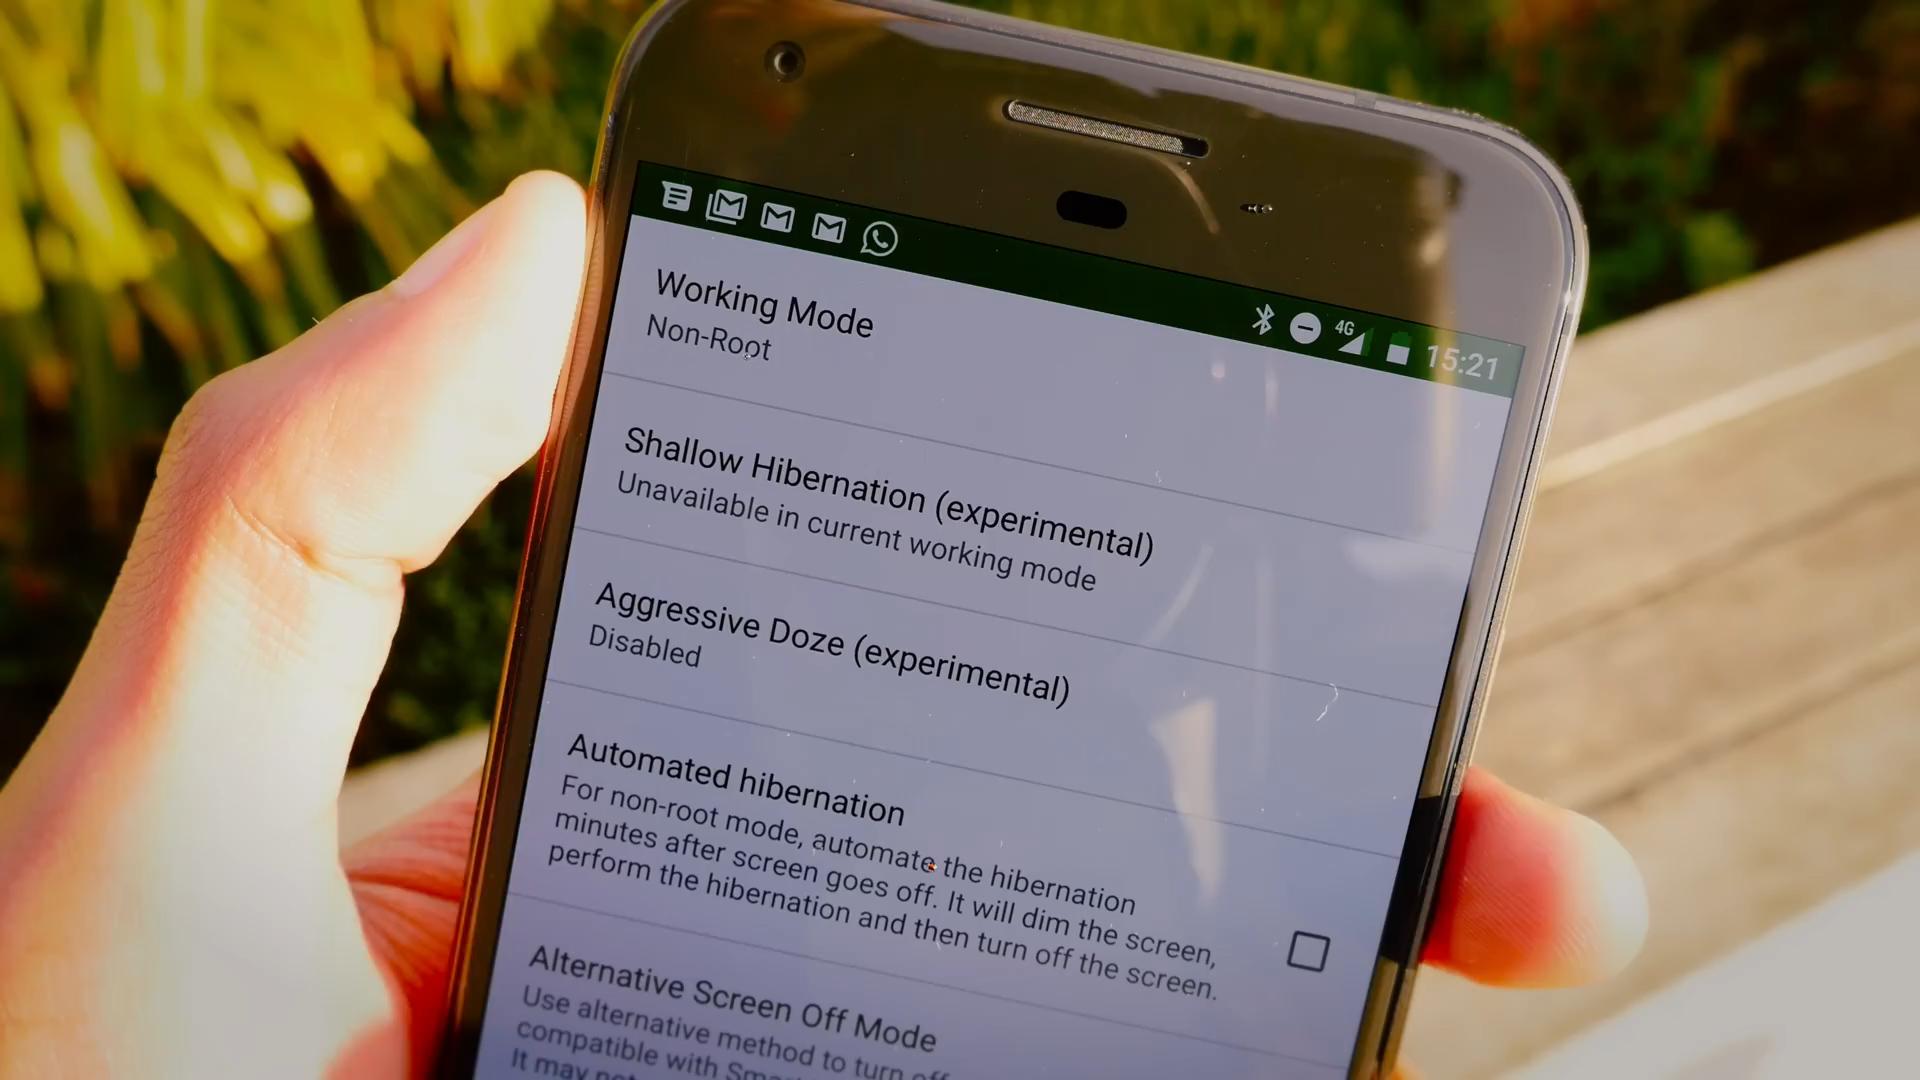 4G 15:21
Working Mode
Non-Root
Shallow Hibernation (experimental)
Unavailable in current working mode
Aggressive Doze (experimental)
Disabled
Automated hibernation
For non-root mode, automate the hibernation
minutes after screen goes off. It will dim the screen,
perform the hibernation and then turn off the screen.
Alternative Screen Off Mode
Use alternative method to turn off
compatible with
It may